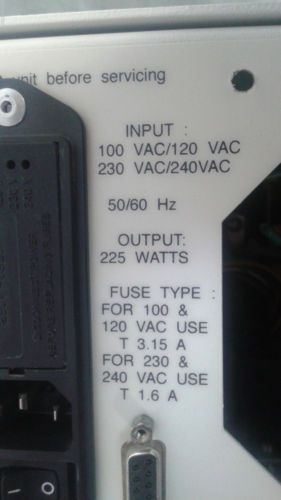 unit before servicing
INPUT :
100 VAC/120 VAC
230 VAC/240VAC
50/60 Hz
OUTPUT:
225 WATTS
FUSE TYPE :
FOR 100 &
120 VAC USE
T 3.15 A
FOR 230 &
240 VAC USE
T 1.6 A